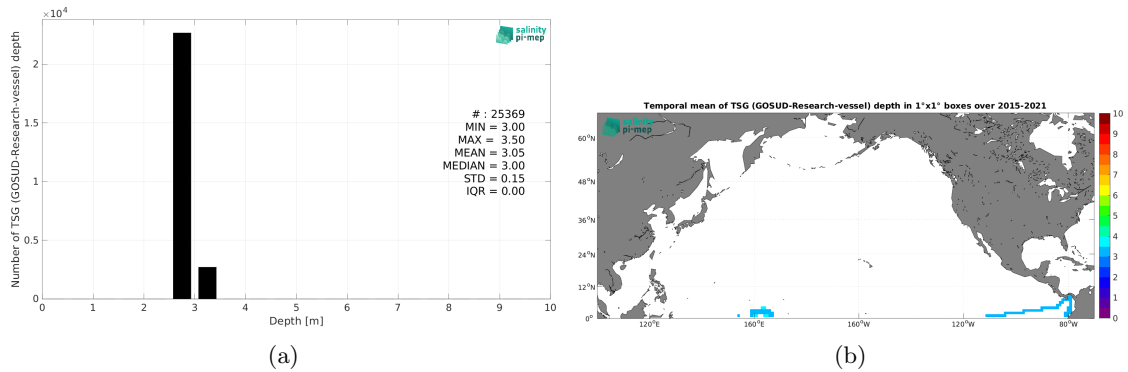 ×10⁴
Number of TSG (GOSUD-Research-vessel) depth
2
1.5
1
0.5
0
salinity
pi-mep
# : 25369
MIN = 3.00
MAX = 3.50
MEAN = 3.05
MEDIAN = 3.00
STD = 0.15
IQR = 0.00
0 1 2 3 4 5 6 7 8 9 10
Depth [m]
(a)
Temporal mean of TSG (GOSUD-Research-vessel) depth in 1°x1° boxes over 2015-2021
salinity
pi-mep
60°N
48°N
36°N
24°N
12°N
0°
120°E 160°E 160°W 120°W 80°W
10
9
8
7
6
5
4
3
2
1
0
(b)